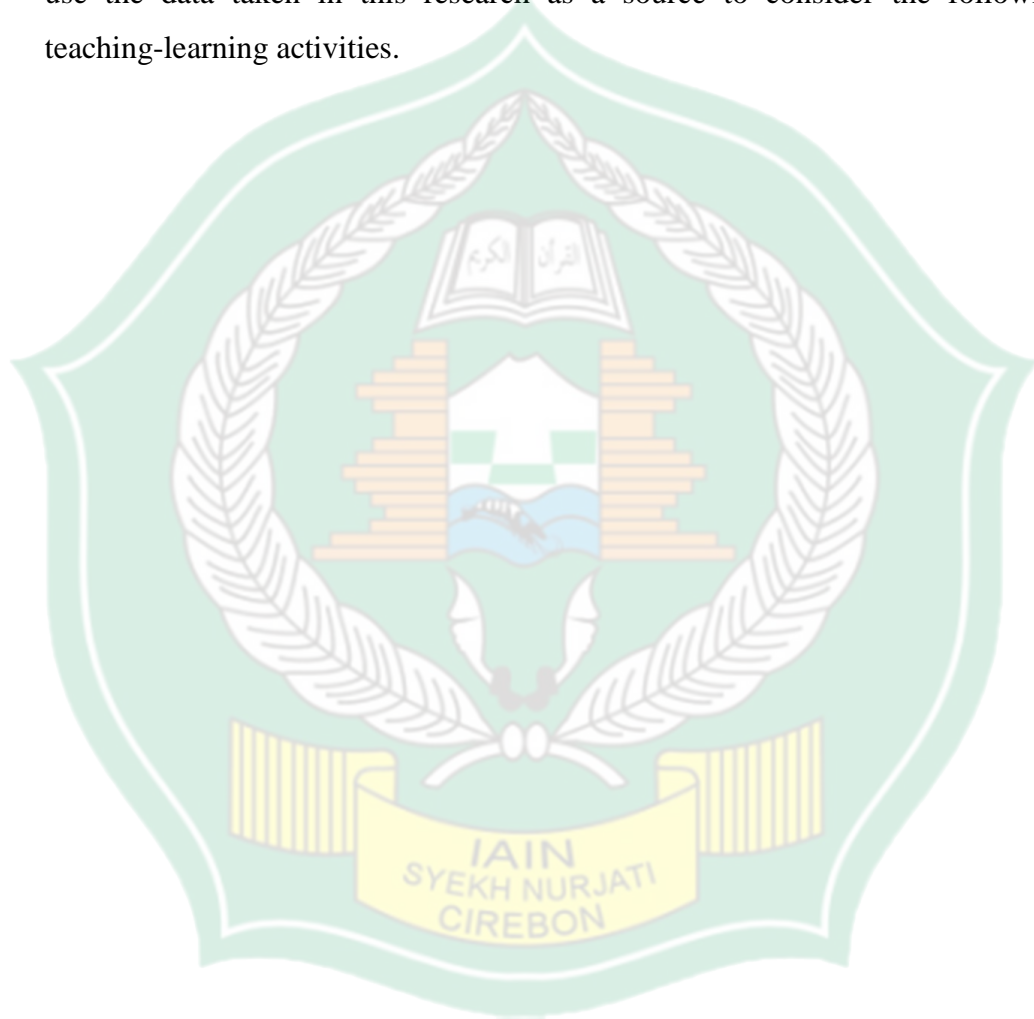 use the data taken in this research as a source to consider the
teaching-learning activities.
القرآن
الكريم
IAIN
SYEKH NURJATI
CIREBON